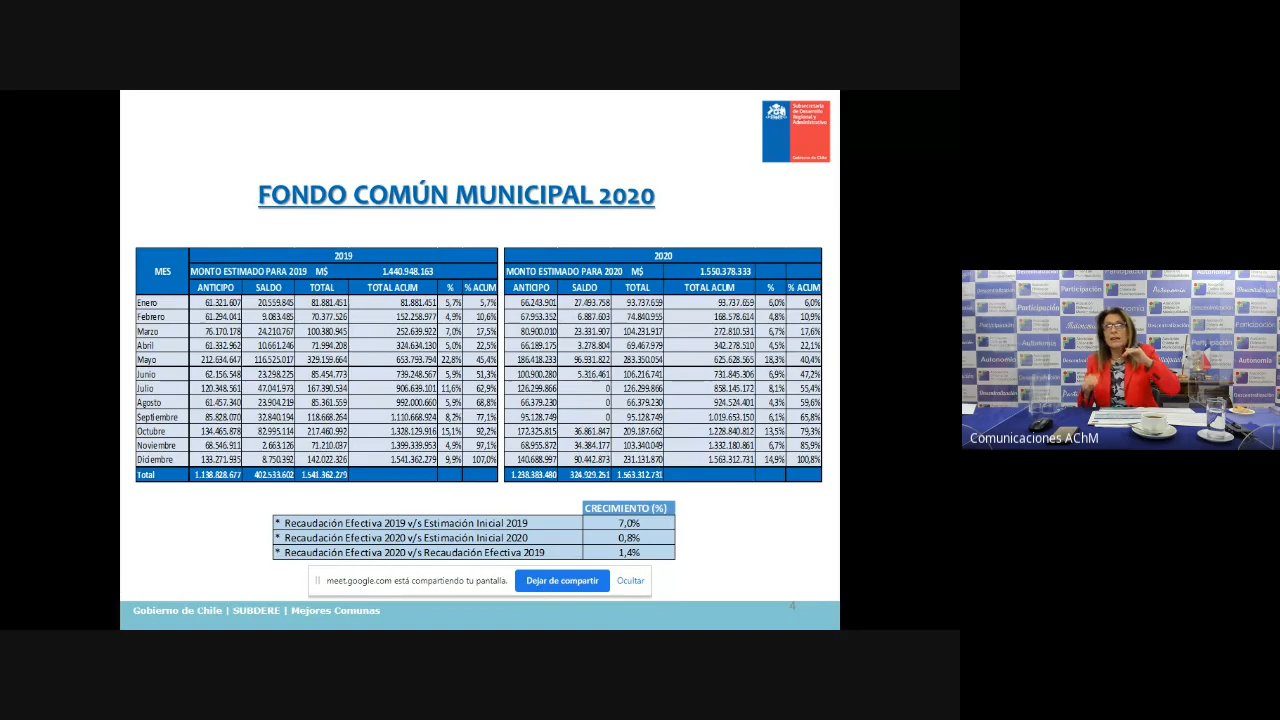 Subsecretaría
de Desarrollo
Regional y
Administrativo
Gobierno de Chile
FONDO COMÚN MUNICIPAL 2020
MES 2019 2020
MONTO ESTIMADO PARA 2019 M$ 1.440.948.163 MONTO ESTIMADO PARA 2020 M$ 1.550.378.333
ANTICIPO SALDO TOTAL TOTAL ACUM % % ACUM ANTICIPO SALDO TOTAL TOTAL ACUM % % ACUM
Enero 61.321.607 20.559.845 81.881.451 81.881.451 5,7% 5,7% 66.243.901 27.493.758 93.737.659 93.737.659 6,0% 6,0%
Febrero 61.294.041 9.083.485 70.377.526 152.258.977 4,9% 10,6% 67.953.352 6.887.603 74.840.955 168.578.614 4,8% 10,9%
Marzo 76.170.178 24.210.767 100.380.945 252.639.922 7,0% 17,5% 80.900.010 23.331.907 104.231.917 272.810.531 6,7% 17,6%
Abril 61.332.962 10.661.246 71.994.208 324.634.130 5,0% 22,5% 66.189.175 3.278.804 69.467.979 342.278.510 4,5% 22,1%
Mayo 212.634.647 116.525.017 329.159.664 653.793.794 22,8% 45,4% 186.418.233 96.931.822 283.350.054 625.628.565 18,3% 40,4%
Junio 62.156.548 23.298.225 85.454.773 739.248.567 5,9% 51,3% 100.900.280 5.316.461 106.216.741 731.845.306 6,9% 47,2%
Julio 120.348.561 47.041.973 167.390.534 906.639.101 11,6% 62,9% 126.299.866 0 126.299.866 858.145.172 8,1% 55,4%
Agosto 61.457.340 23.904.219 85.361.559 992.000.660 5,9% 68,8% 66.379.230 0 66.379.230 924.524.401 4,3% 59,6%
Septiembre 85.828.070 32.840.194 118.668.264 1.110.668.924 8,2% 77,1% 95.128.749 0 95.128.749 1.019.653.150 6,1% 65,8%
Octubre 134.465.878 82.995.114 217.460.992 1.328.129.916 15,1% 92,2% 172.325.815 36.861.847 209.187.662 1.228.840.812 13,5% 79,3%
Noviembre 68.546.911 2.663.126 71.210.037 1.399.339.953 4,9% 97,1% 68.955.872 34.384.177 103.340.049 1.332.180.861 6,7% 85,9%
Diciembre 133.271.935 8.750.392 142.022.326 1.541.362.279 9,9% 107,0% 140.688.997 90.442.873 231.131.870 1.563.312.731 14,9% 100,8%
Total 1.138.828.677 402.533.602 1.541.362.279 1.238.383.480 324.929.251 1.563.312.731
CRECIMIENTO (%)
* Recaudación Efectiva 2019 v/s Estimación Inicial 2019 7,0%
* Recaudación Efectiva 2020 v/s Estimación Inicial 2020 0,8%
* Recaudación Efectiva 2020 v/s Recaudación Efectiva 2019 1,4%
meet.google.com está compartiendo tu pantalla. Dejar de compartir Ocultar
Gobierno de Chile | SUBDERE | Mejores Comunas 4
Participación
Autonomía
Descentralización
Comunicaciones AChM